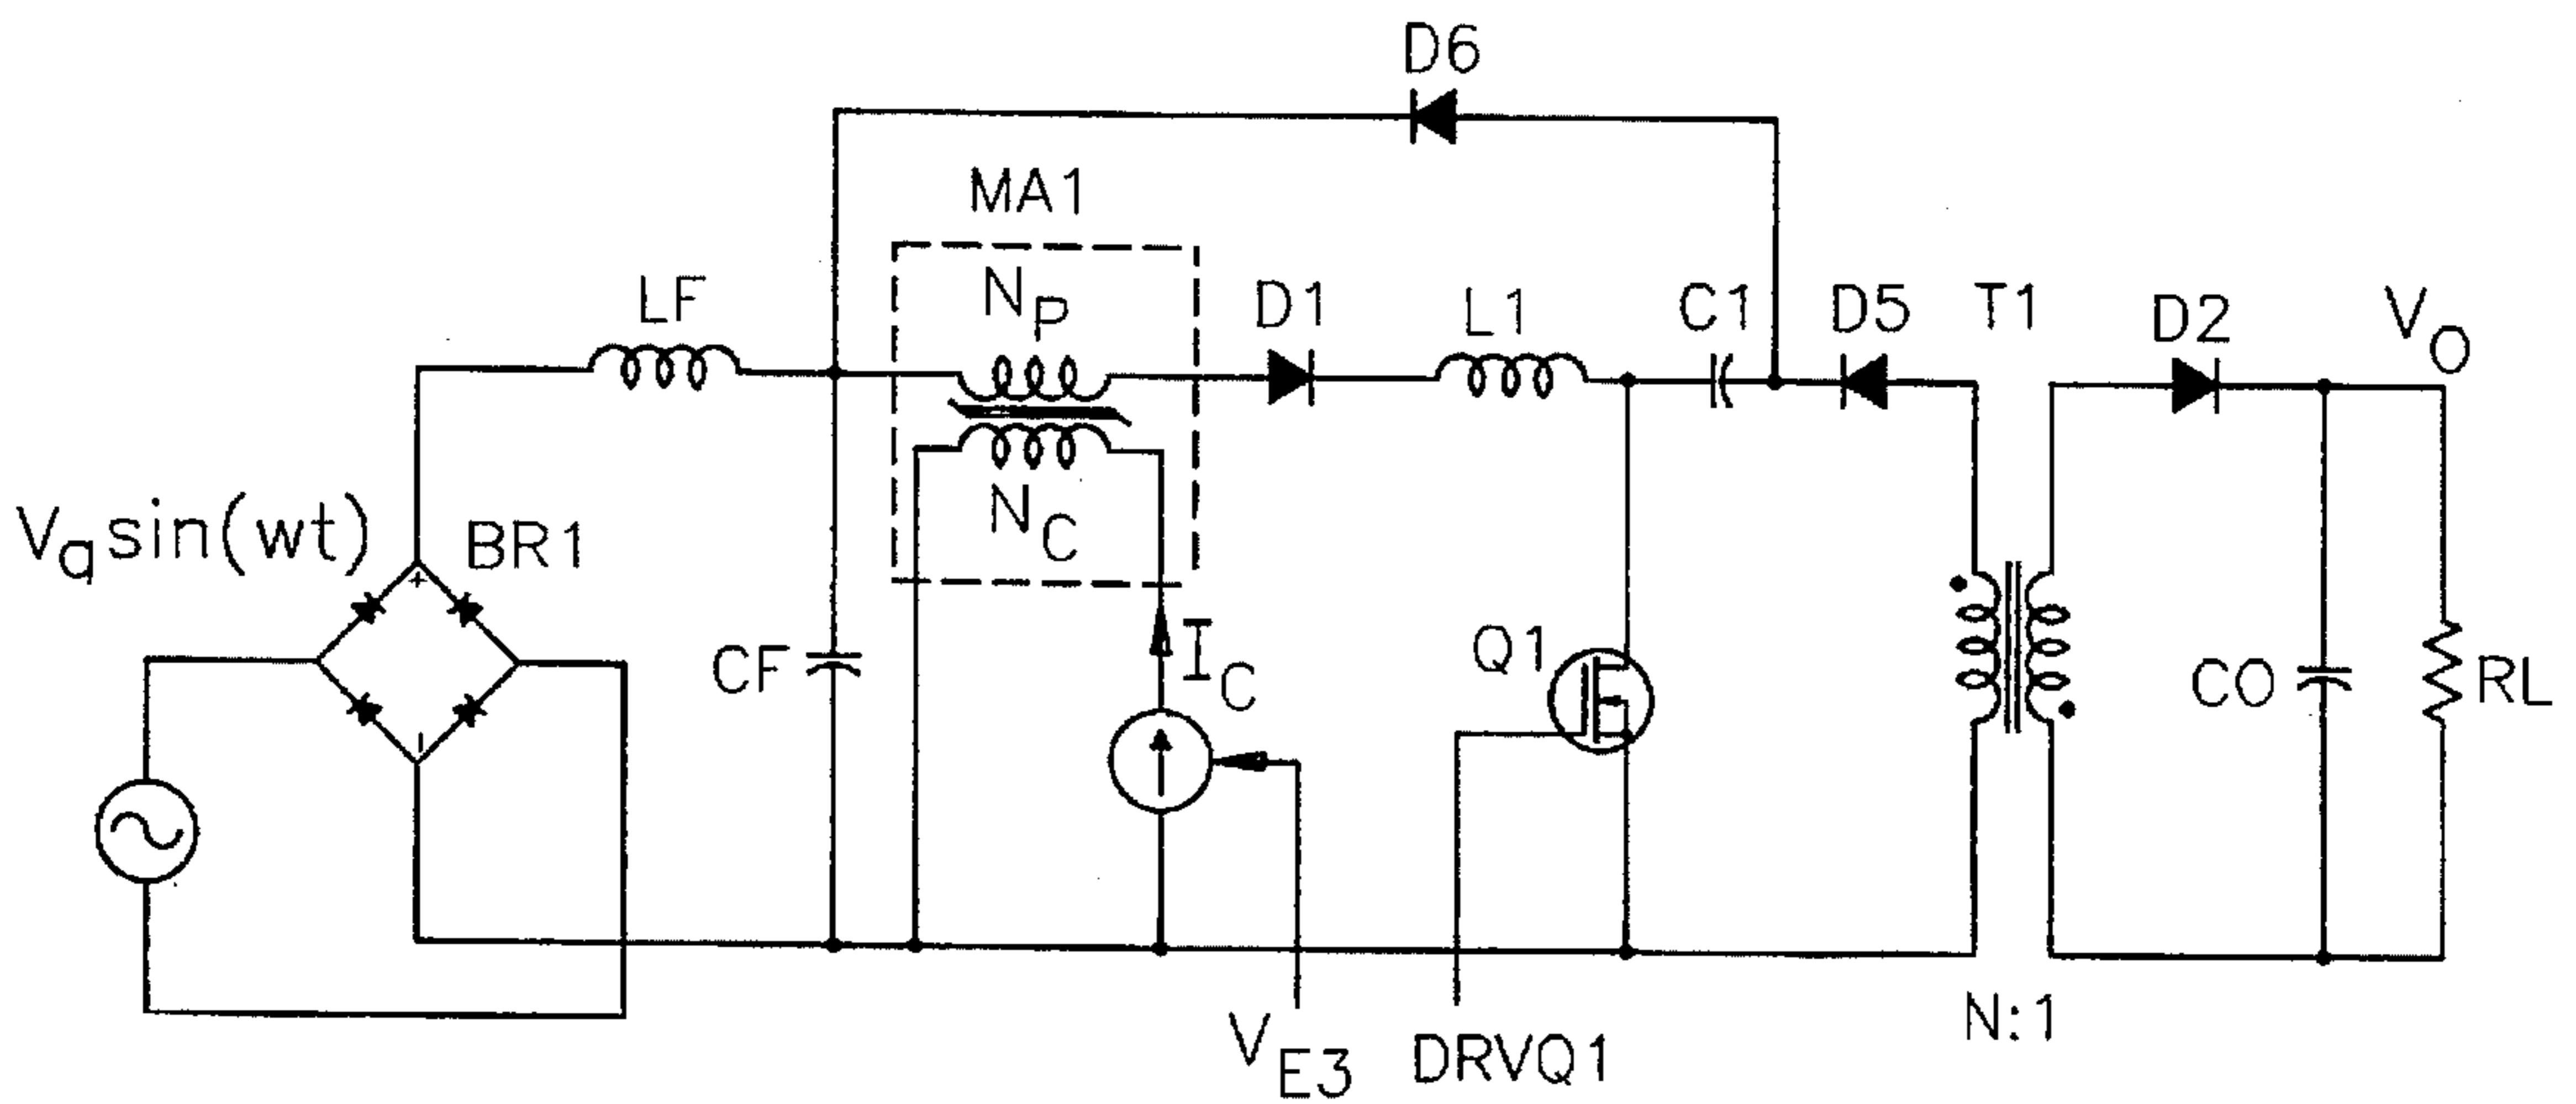 D6
MA1
LF
NP
D1
L1
C1
D5
T1
D2
VO
NC
Vqsin(wt)
BR1
+
CF
IC
Q1
CO
RL
−
VE3
DRVQ1
N:1